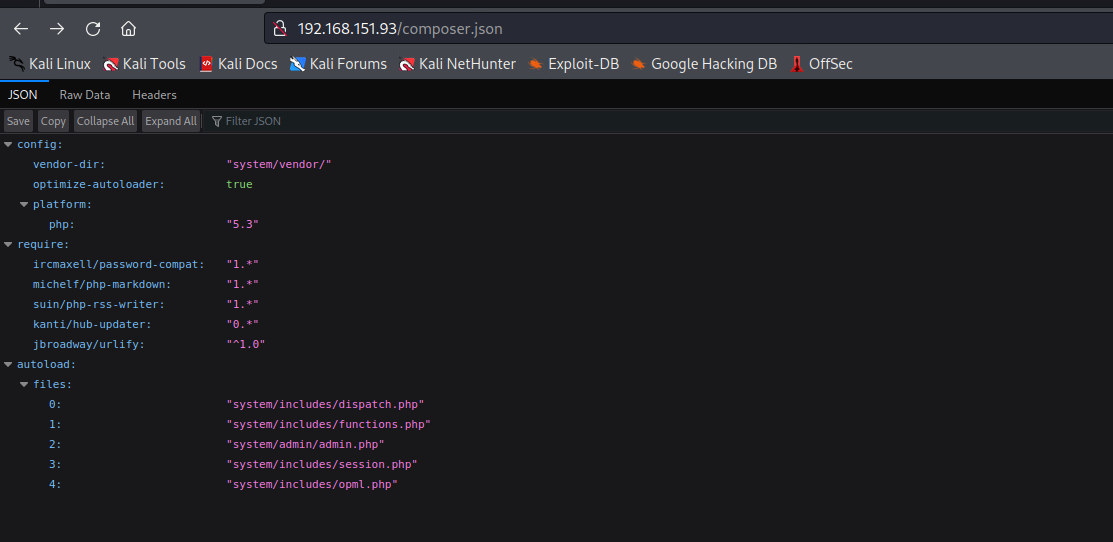 192.168.151.93/composer.json
Kali Linux Kali Tools Kali Docs Kali Forums Kali NetHunter Exploit-DB Google Hacking DB OffSec
JSON Raw Data Headers
Save Copy Collapse All Expand All Filter JSON
config:
vendor-dir: "system/vendor/"
optimize-autoloader: true
platform:
php: "5.3"
require:
ircmaxell/password-compat: "1.*"
michelf/php-markdown: "1.*"
suin/php-rss-writer: "1.*"
kanti/hub-updater: "0.*"
jbroadway/urlify: "^1.0"
autoload:
files:
0: "system/includes/dispatch.php"
1: "system/includes/functions.php"
2: "system/admin/admin.php"
3: "system/includes/session.php"
4: "system/includes/opml.php"